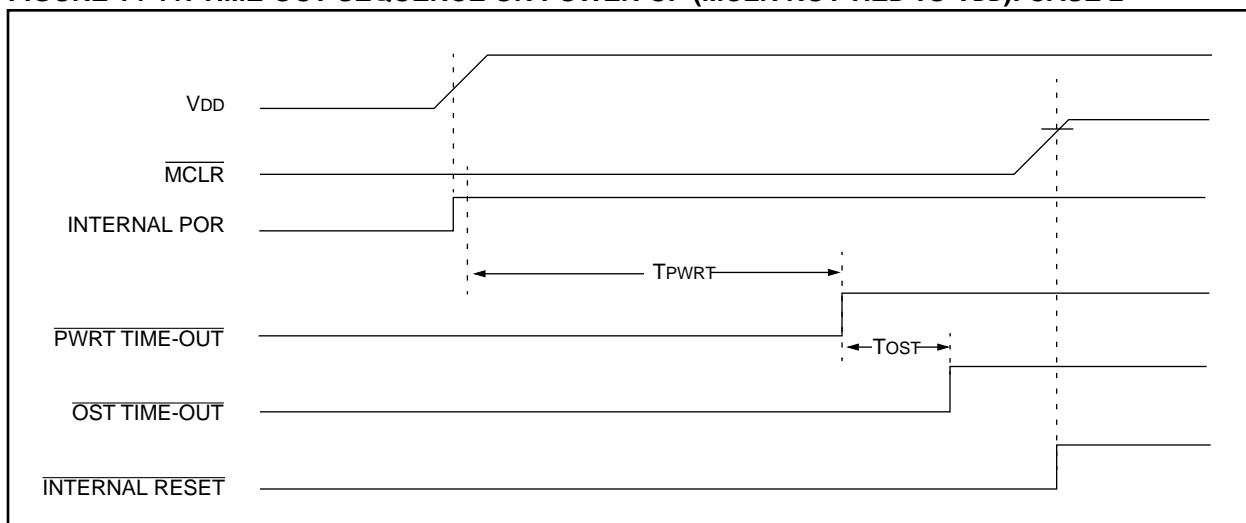 VDD
MCLR
INTERNAL POR
TPWRT
PWRT TIME-OUT
TOST
OST TIME-OUT
INTERNAL RESET